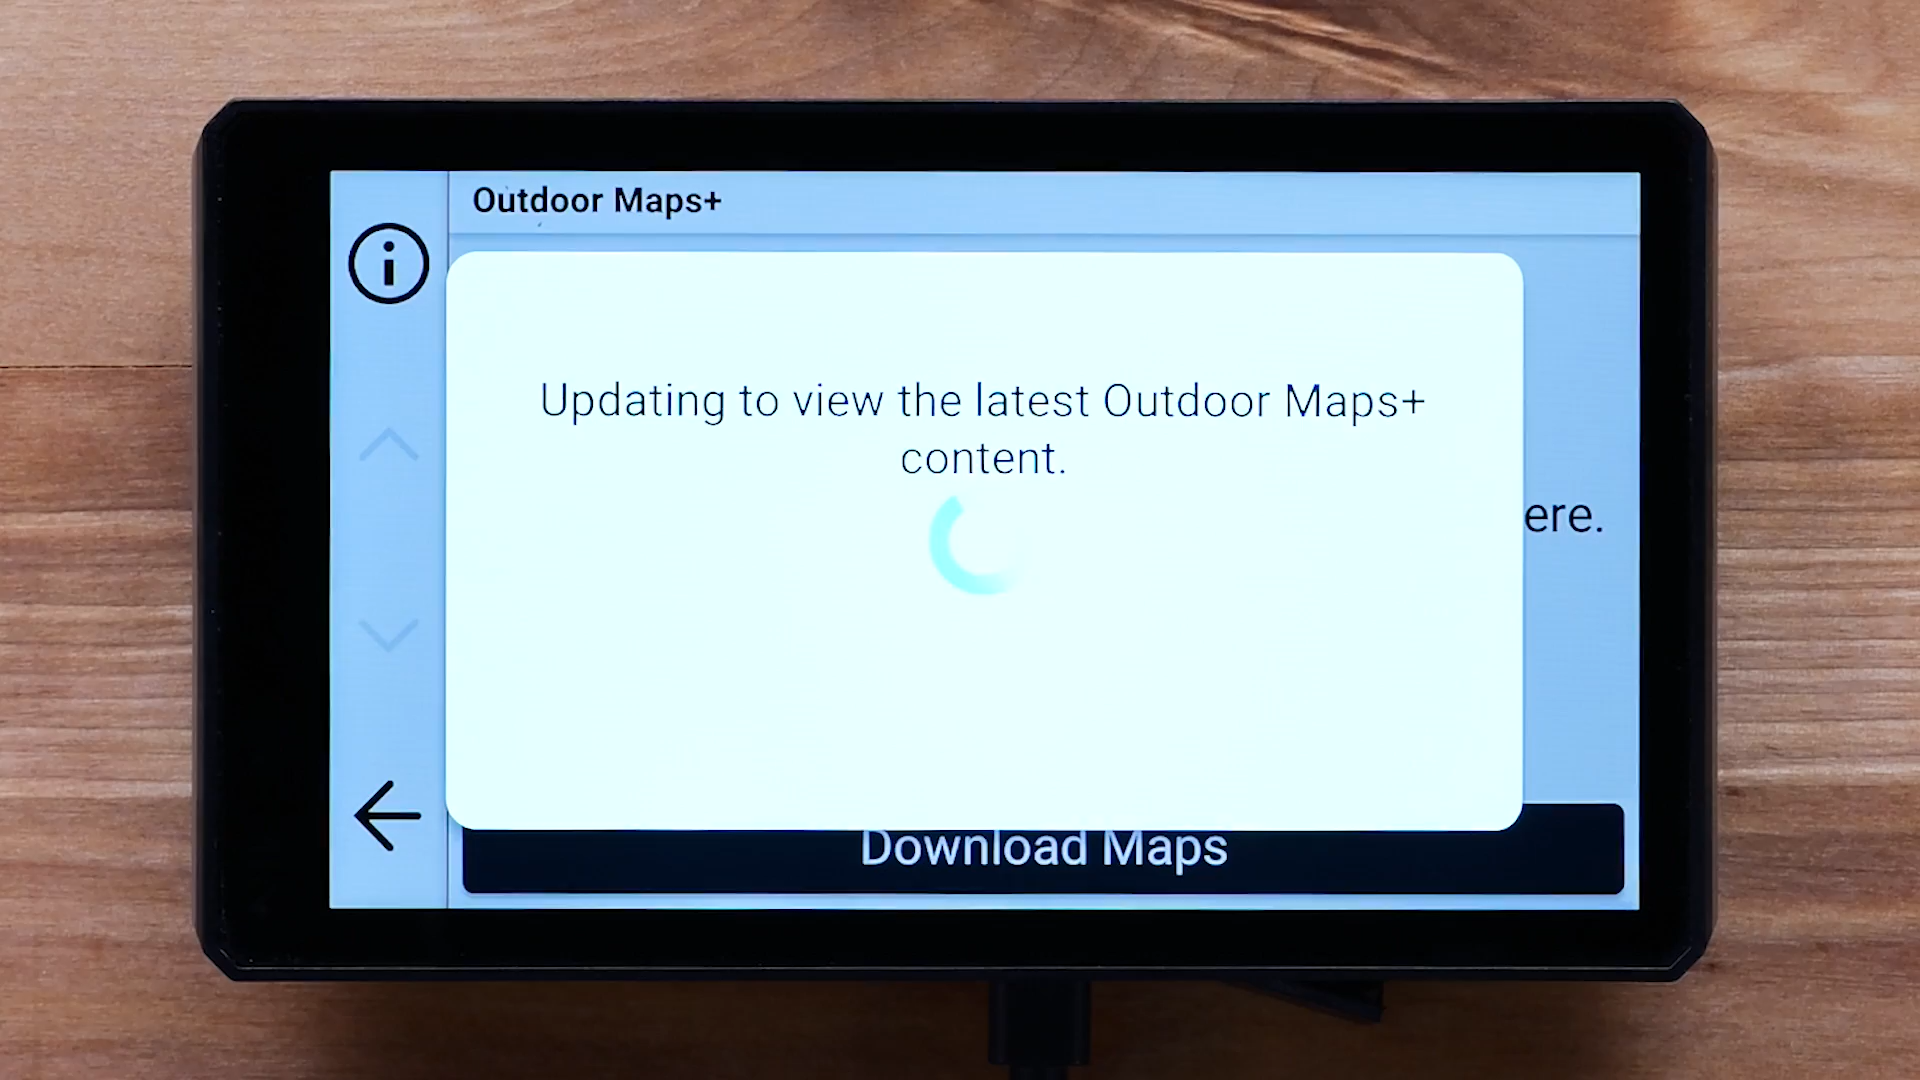 Outdoor Maps+
Updating to view the latest Outdoor Maps+
content.
ere.
Download Maps